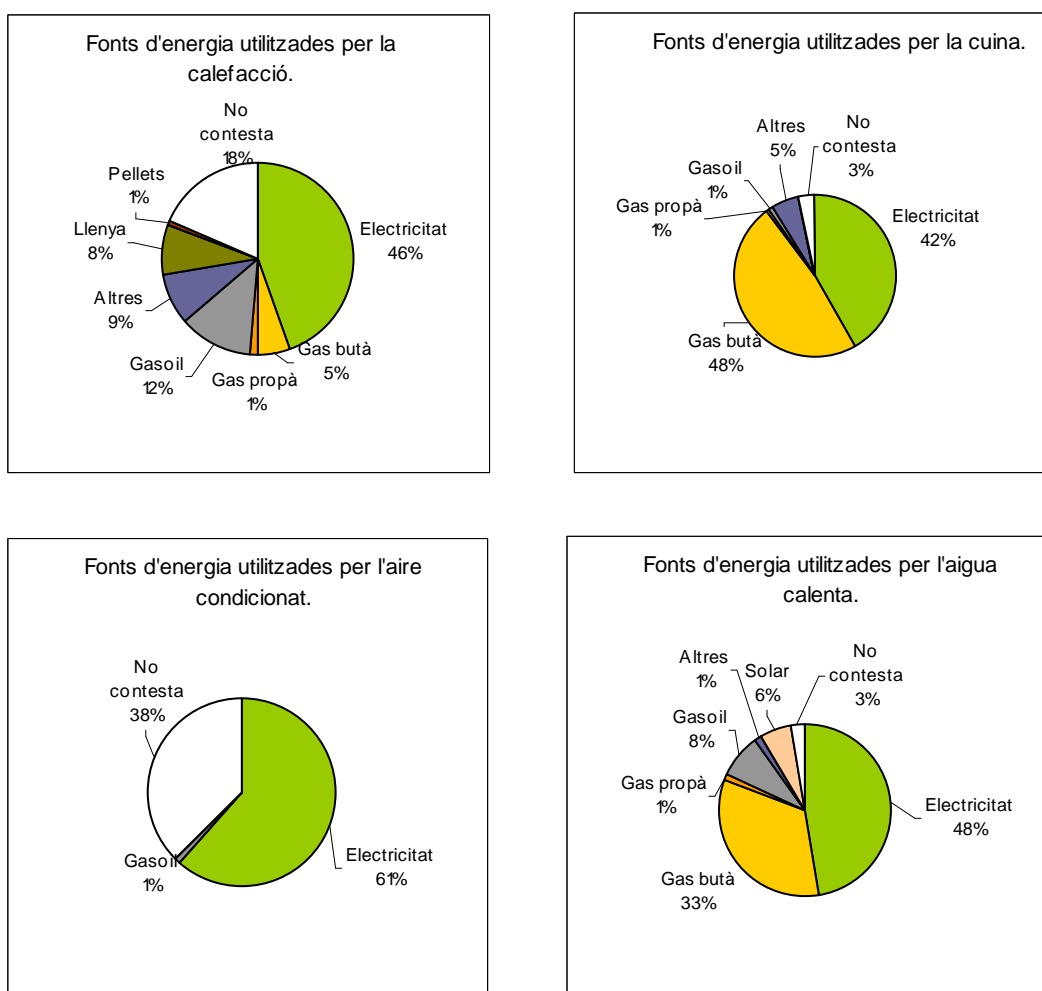 Fonts d'energia utilitzades per la
calefacció.
No
contesta
18%
Pellets
1%
Llenya
8%
Altres
9%
Gasoil
12%
Gas propà
1%
Gas butà
5%
Electricitat
46%
Fonts d'energia utilitzades per la cuina.
Altres
5%
No
contesta
3%
Gasoil
1%
Gas propà
1%
Electricitat
42%
Gas butà
48%
Fonts d'energia utilitzades per l'aire
condicionat.
No
contesta
38%
Gasoil
1%
Electricitat
61%
Fonts d'energia utilitzades per l'aigua
calenta.
Altres
1%
Solar
6%
No
contesta
3%
Gasoil
8%
Gas propà
1%
Electricitat
48%
Gas butà
33%